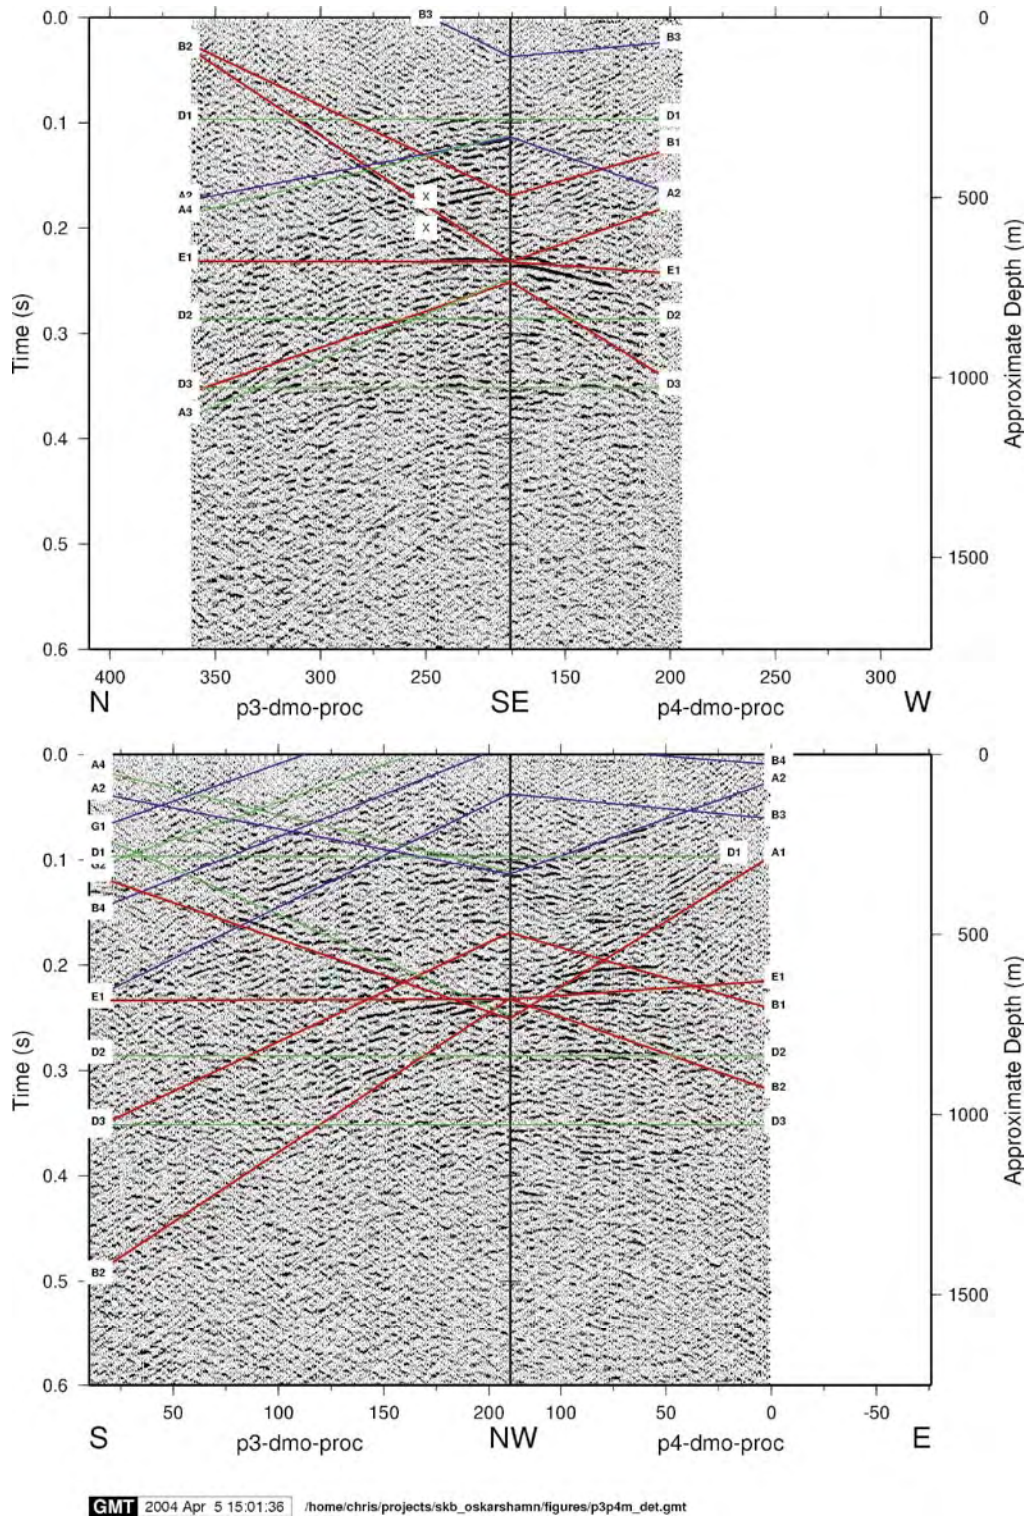 B3
0.0
0
B2
B3
D1
D1
0.1
B1
A2
A2
A4
X
500
0.2
X
E1
E1
D2
D2
0.3
D3
D3
1000
A3
0.4
0.5
1500
0.6
400 350 300 250 150 200 250 300
N p3-dmo-proc SE p4-dmo-proc W
Time (s)
Approximate Depth (m)
0.0
0
A4
B4
A2
A2
G1
B3
D1
D1
A1
0.1
G2
B4
500
0.2
E1
E1
B1
D2
D2
0.3
B2
D3
D3
1000
0.4
B2
0.5
1500
0.6
50 100 150 200 100 50 0 -50
S p3-dmo-proc NW p4-dmo-proc E
Time (s)
Approximate Depth (m)
GMT 2004 Apr 5 15:01:36 /home/chris/projects/skb_oskarshamn/figures/p3p4m_det.gmt